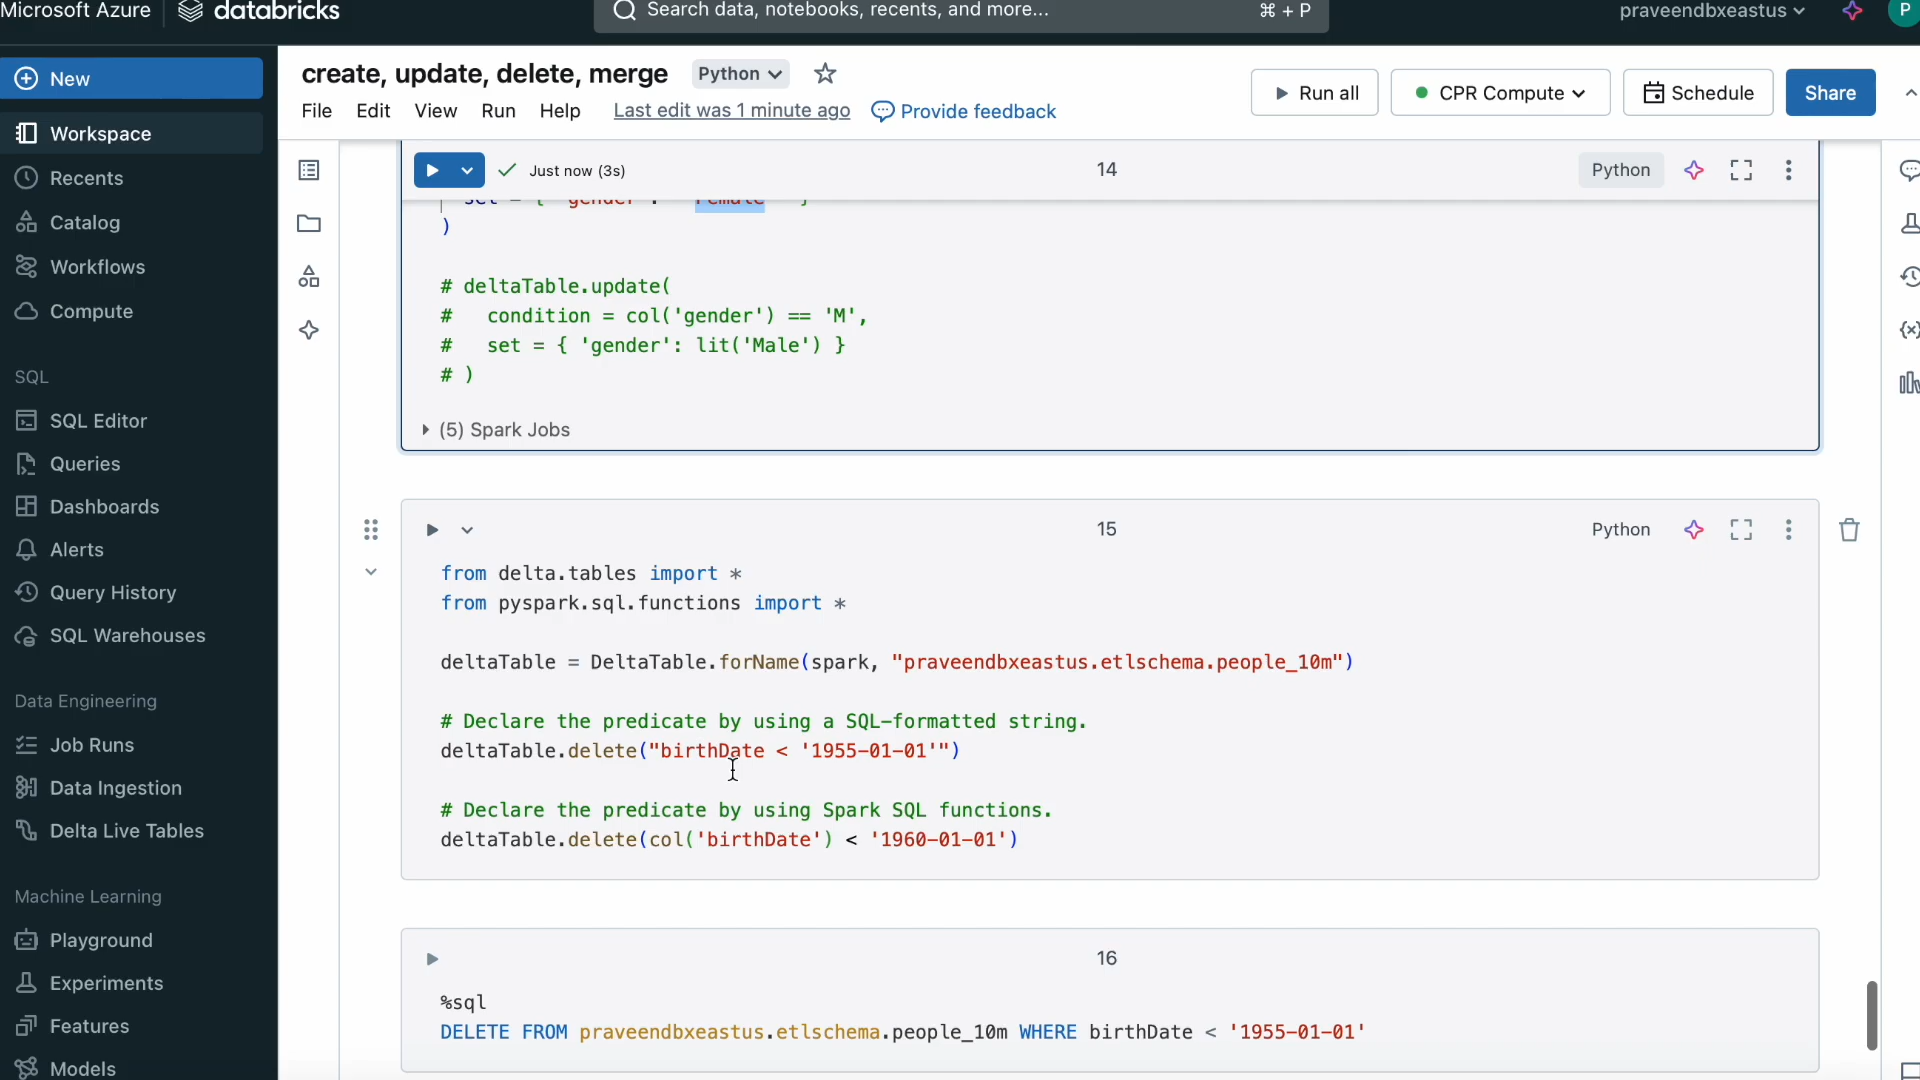 Microsoft Azure databricks Search data, notebooks, recents, and more... ⌘ + P praveendbxeastus P
New
Workspace
Recents
Catalog
Workflows
Compute
SQL
SQL Editor
Queries
Dashboards
Alerts
Query History
SQL Warehouses
Data Engineering
Job Runs
Data Ingestion
Delta Live Tables
Machine Learning
Playground
Experiments
Features
Models
create, update, delete, merge Python
File Edit View Run Help Last edit was 1 minute ago Provide feedback
Run all CPR Compute Schedule Share
Just now (3s) 14 Python
)
# deltaTable.update(
#   condition = col('gender') == 'M',
#   set = { 'gender': lit('Male') }
# )
(5) Spark Jobs
15 Python
from delta.tables import *
from pyspark.sql.functions import *
deltaTable = DeltaTable.forName(spark, "praveendbxeastus.etlschema.people_10m")
# Declare the predicate by using a SQL-formatted string.
deltaTable.delete("birthDate < '1955-01-01'")
# Declare the predicate by using Spark SQL functions.
deltaTable.delete(col('birthDate') < '1960-01-01')
16
%sql
DELETE FROM praveendbxeastus.etlschema.people_10m WHERE birthDate < '1955-01-01'